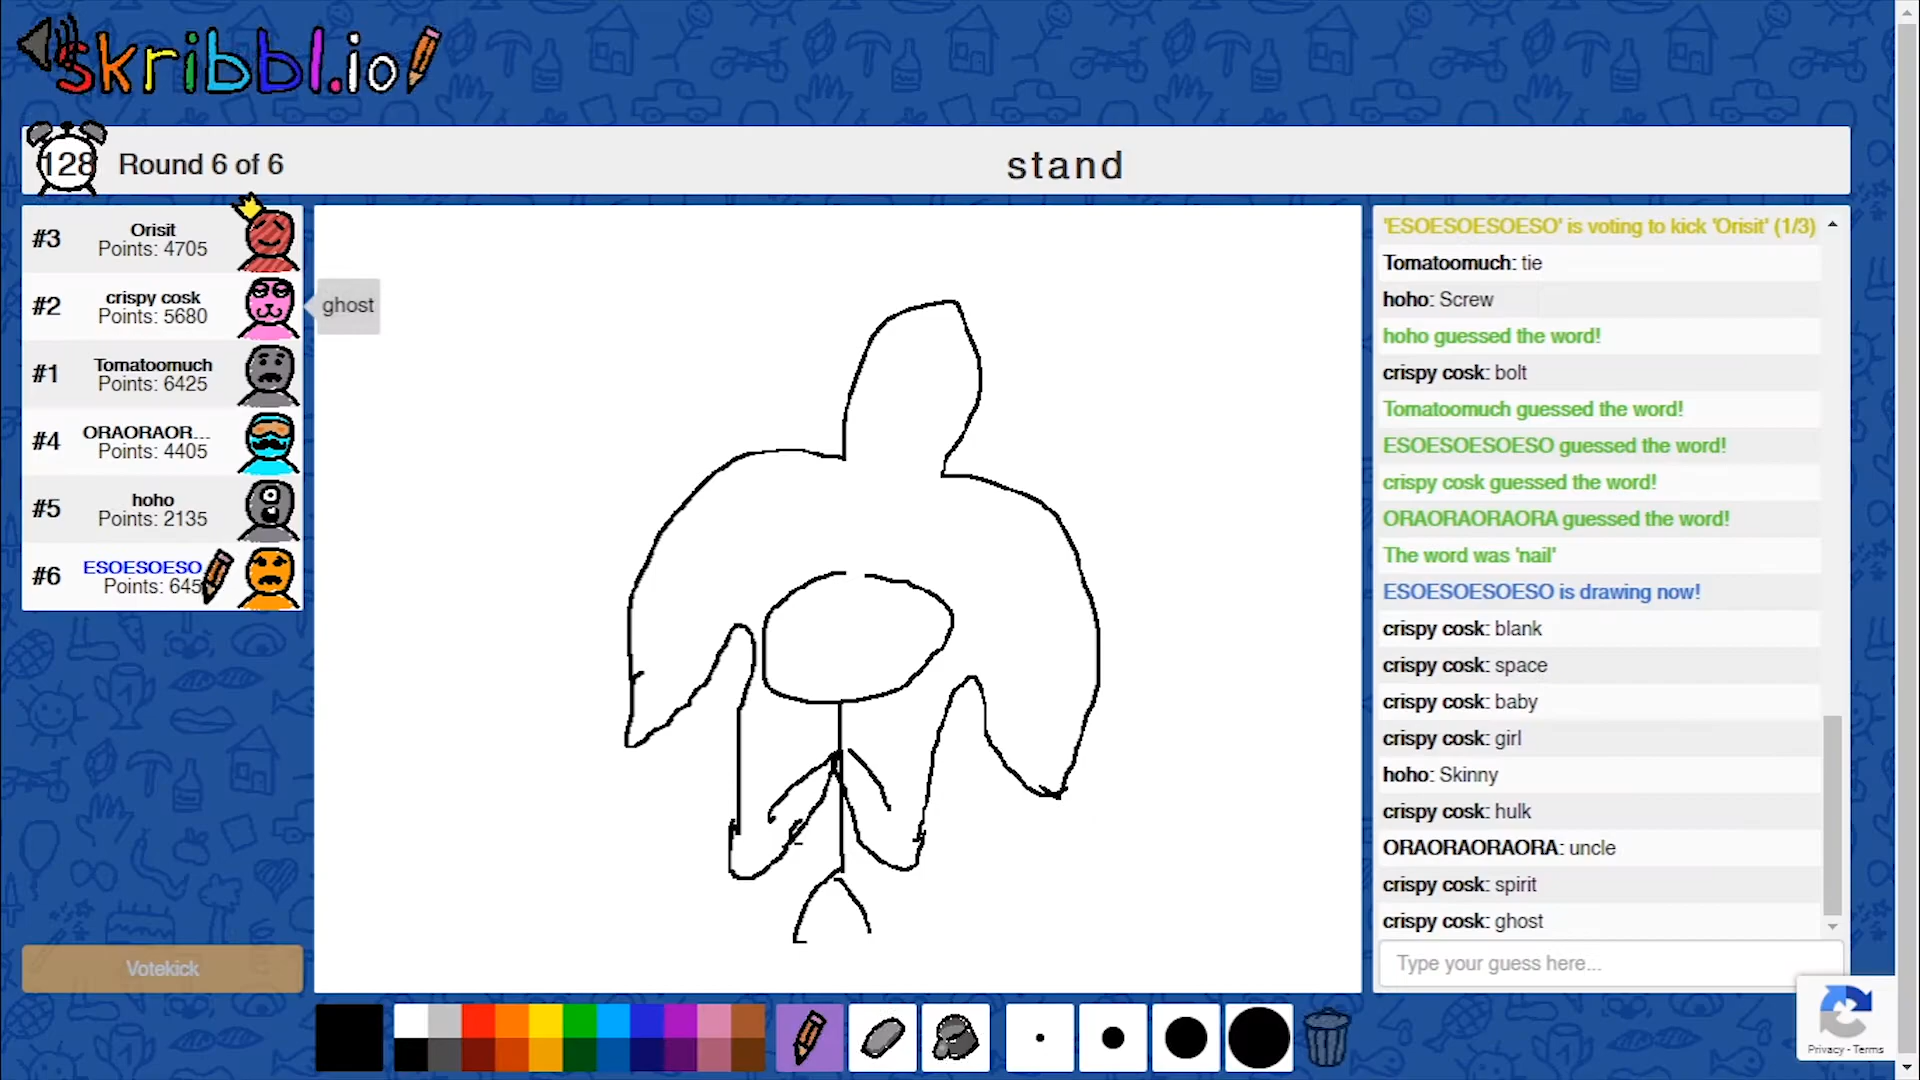 skribbl.io
128
Round 6 of 6
stand
#3
Orisit
Points: 4705
#2
crispy cosk
Points: 5680
ghost
#1
Tomatoomuch
Points: 6425
#4
ORAORAOR...
Points: 4405
#5
hoho
Points: 2135
#6
ESOESOESO
Points: 645
Votekick
'ESOESOESOESO' is voting to kick 'Orisit' (1/3)
Tomatoomuch: tie
hoho: Screw
hoho guessed the word!
crispy cosk: bolt
Tomatoomuch guessed the word!
ESOESOESOESO guessed the word!
crispy cosk guessed the word!
ORAORAORAORA guessed the word!
The word was 'nail'
ESOESOESOESO is drawing now!
crispy cosk: blank
crispy cosk: space
crispy cosk: baby
crispy cosk: girl
hoho: Skinny
crispy cosk: hulk
ORAORAORAORA: uncle
crispy cosk: spirit
crispy cosk: ghost
Type your guess here...
Privacy - Terms